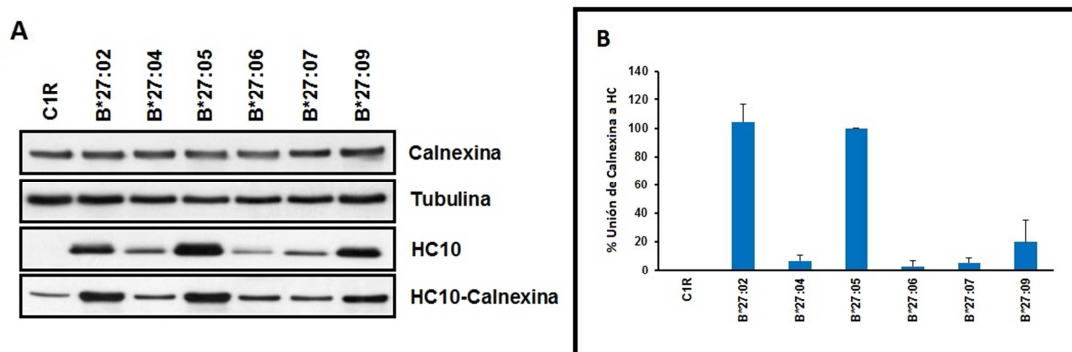 A
C1R
B*27:02
B*27:04
B*27:05
B*27:06
B*27:07
B*27:09
Calnexina
Tubulina
HC10
HC10-Calnexina
B
% Unión de Calnexina a HC
140
120
100
80
60
40
20
0
C1R
B*27:02
B*27:04
B*27:05
B*27:06
B*27:07
B*27:09